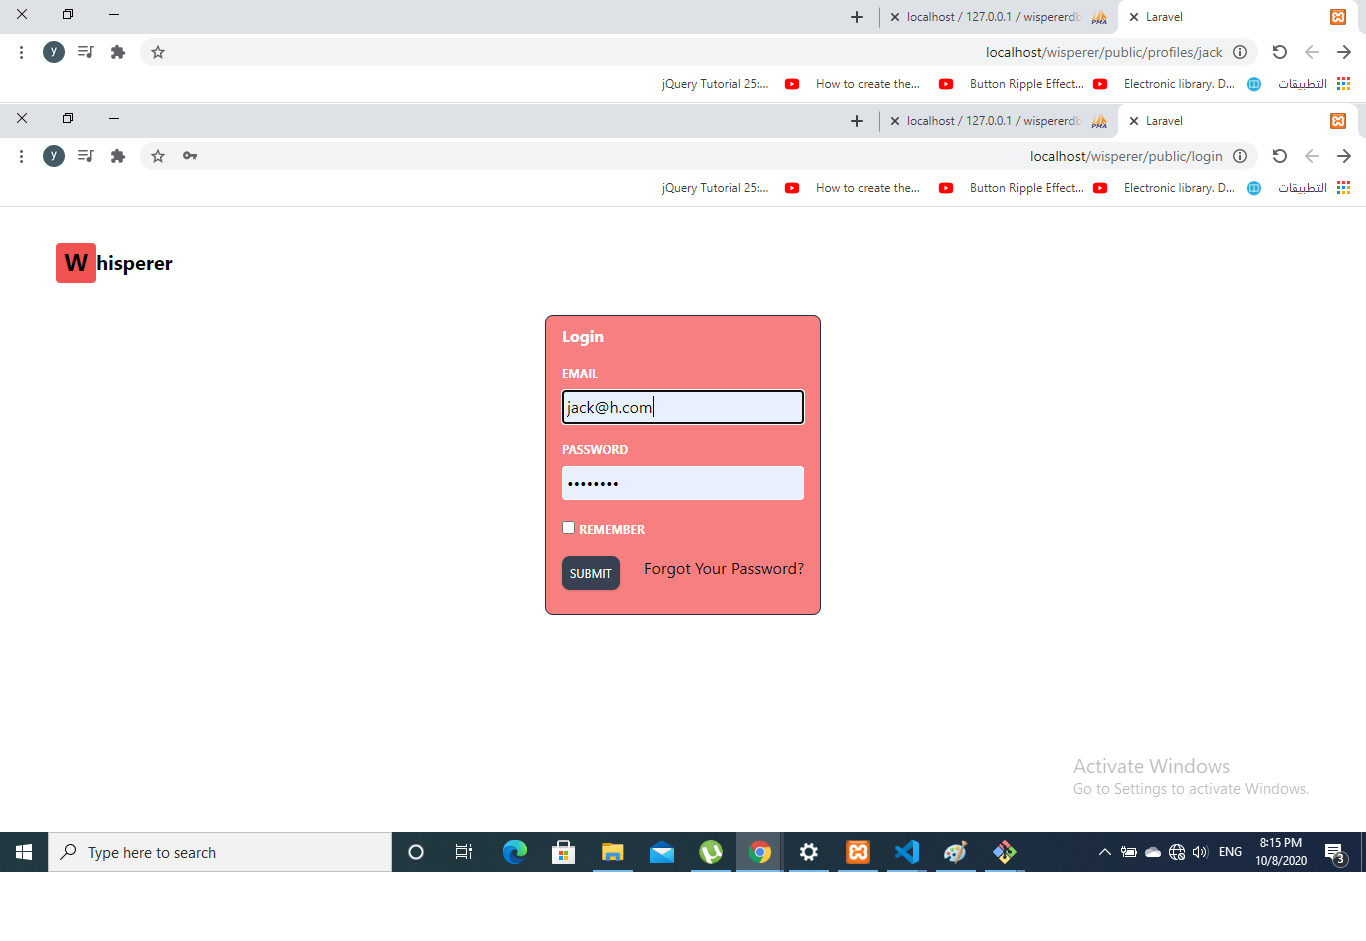 localhost / 127.0.0.1 / wispererdb
Laravel
y
localhost/wisperer/public/profiles/jack
jQuery Tutorial 25:...
How to create the...
Button Ripple Effect...
Electronic library. D...
التطبيقات
localhost / 127.0.0.1 / wispererdb
Laravel
y
localhost/wisperer/public/login
jQuery Tutorial 25:...
How to create the...
Button Ripple Effect...
Electronic library. D...
التطبيقات
Whisperer
Login
EMAIL
jack@h.com
PASSWORD
REMEMBER
SUBMIT Forgot Your Password?
Activate Windows
Go to Settings to activate Windows.
Type here to search
ENG
8:15 PM
10/8/2020
3